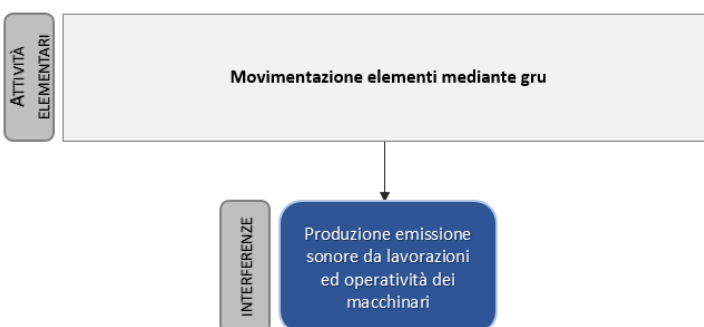 ATTIVITÀ
ELEMENTARI
Movimentazione elementi mediante gru
INTERFERENZE
Produzione emissione
sonore da lavorazioni
ed operatività dei
macchinari